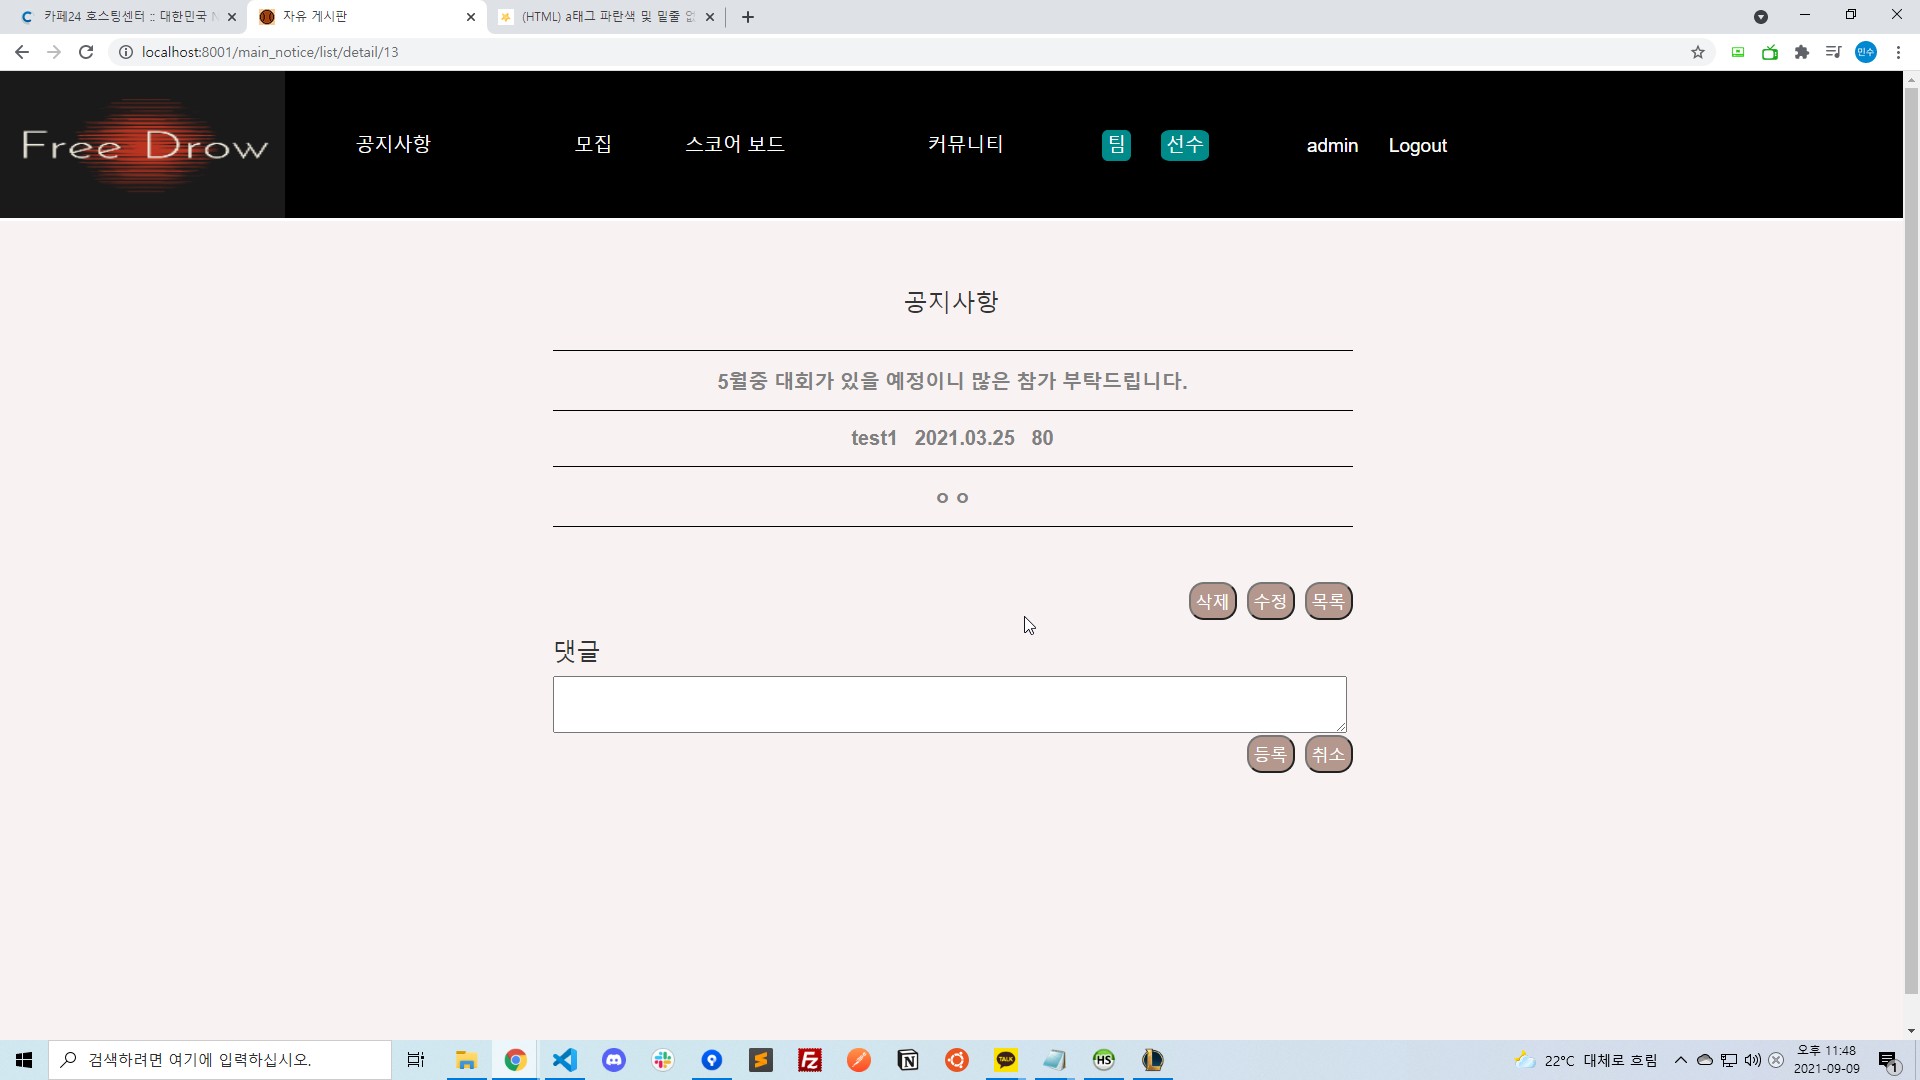 카페24 호스팅센터 :: 대한민국 N
자유 게시판
(HTML) a태그 파란색 및 밑줄 없
localhost:8001/main_notice/list/detail/13
민수
Free Drow
공지사항 모집 스코어 보드 커뮤니티 팀 선수 admin Logout
공지사항
5월중 대회가 있을 예정이니 많은 참가 부탁드립니다.
test1 2021.03.25 80
ㅇㅇ
삭제 수정 목록
댓글
등록 취소
검색하려면 여기에 입력하십시오.
TALK
HS
22°C 대체로 흐림
오후 11:48
2021-09-09
1